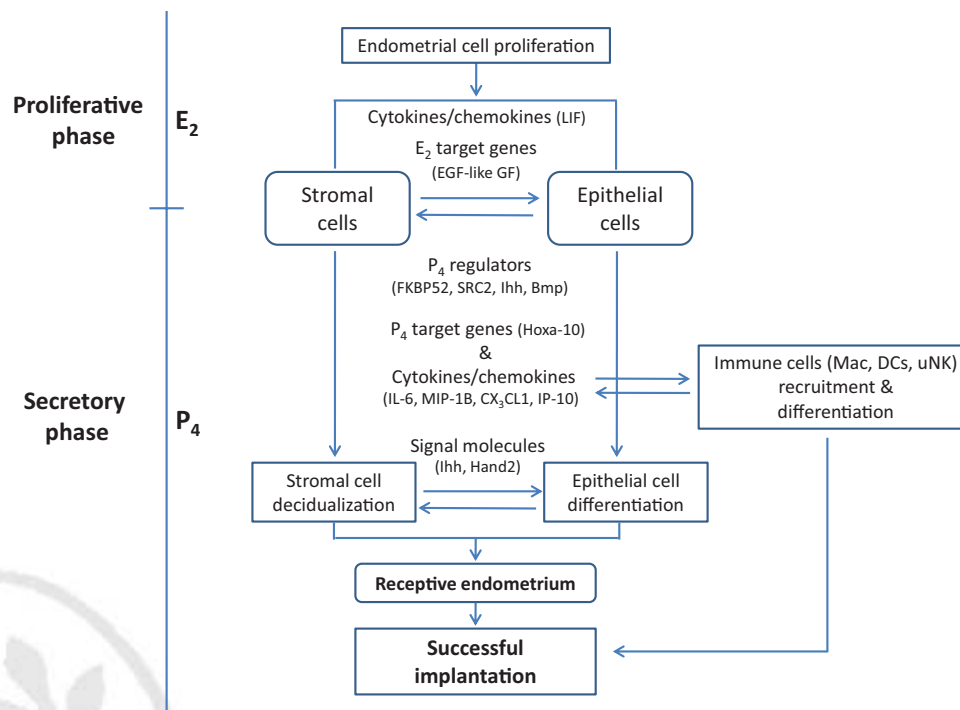 Endometrial cell proliferation
Proliferative
phase
E₂
Cytokines/chemokines (LIF)
E₂ target genes
(EGF-like GF)
Stromal
cells
Epithelial
cells
P₄ regulators
(FKBP52, SRC2, Ihh, Bmp)
P₄ target genes (Hoxa-10)
&
Cytokines/chemokines
(IL-6, MIP-1B, CX₃CL1, IP-10)
Immune cells (Mac, DCs, uNK)
recruitment &
differentiation
Secretory
phase
P₄
Signal molecules
(Ihh, Hand2)
Stromal cell
decidualization
Epithelial cell
differentiation
Receptive endometrium
Successful
implantation